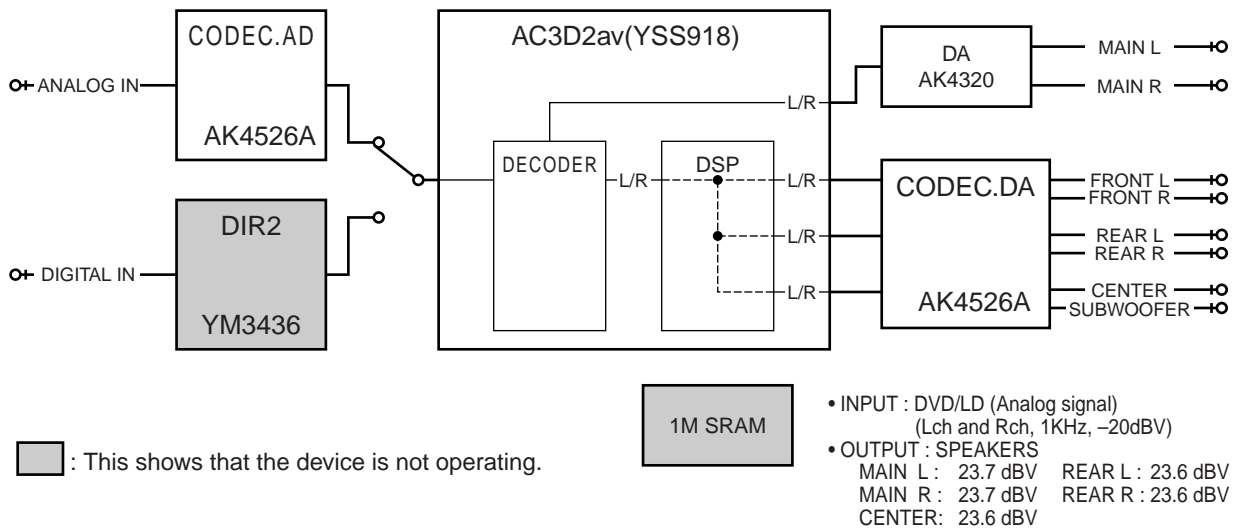 CODEC.AD
AC3D2av(YSS918)
DA
AK4320
MAIN L
MAIN R
ANALOG IN
L/R
AK4526A
DECODER
DSP
L/R
L/R
CODEC.DA
FRONT L
FRONT R
DIR2
L/R
REAR L
REAR R
DIGITAL IN
L/R
YM3436
AK4526A
CENTER
SUBWOOFER
1M SRAM
• INPUT : DVD/LD (Analog signal)
(Lch and Rch, 1KHz, –20dBV)
• OUTPUT : SPEAKERS
MAIN L : 23.7 dBV REAR L : 23.6 dBV
MAIN R : 23.7 dBV REAR R : 23.6 dBV
CENTER: 23.6 dBV
: This shows that the device is not operating.